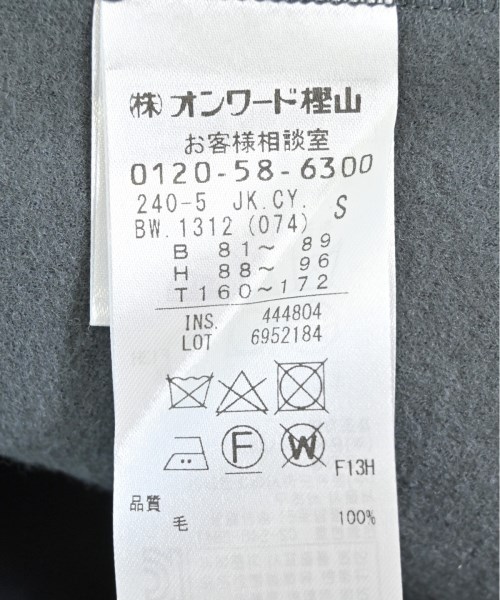 ㈱オンワード樫山
お客様相談室
0120-58-6300
240-5 JK.CY. S
BW.1312 (074)
B 81～ 89
H 88～ 96
T 160～172
INS. 444804
LOT 6952184
F W F13H
品質
毛 100%